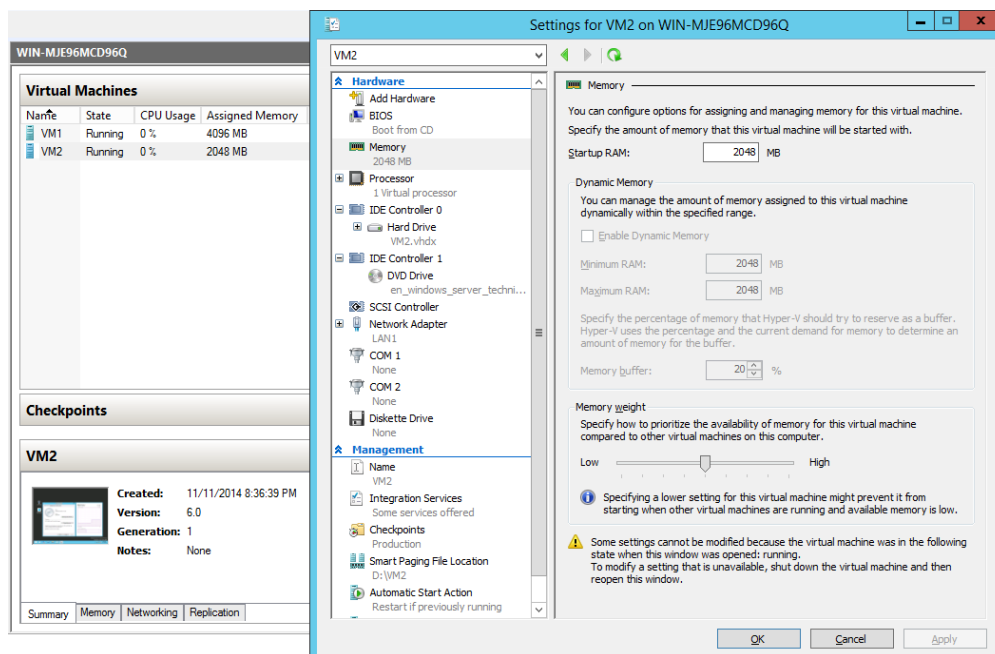 Settings for VM2 on WIN-MJE96MCD96Q
WIN-MJE96MCD96Q
Virtual Machines
Name State CPU Usage Assigned Memory
VM1 Running 0 % 4096 MB
VM2 Running 0 % 2048 MB
Checkpoints
VM2
Created: 11/11/2014 8:36:39 PM
Version: 6.0
Generation: 1
Notes: None
Summary Memory Networking Replication
VM2
Hardware
Add Hardware
BIOS
Boot from CD
Memory
2048 MB
Processor
1 Virtual processor
IDE Controller 0
Hard Drive
VM2.vhdx
IDE Controller 1
DVD Drive
en_windows_server_techni...
SCSI Controller
Network Adapter
LAN1
COM 1
None
COM 2
None
Diskette Drive
None
Management
Name
VM2
Integration Services
Some services offered
Checkpoints
Production
Smart Paging File Location
D:\VM2
Automatic Start Action
Restart if previously running
Memory
You can configure options for assigning and managing memory for this virtual machine.
Specify the amount of memory that this virtual machine will be started with.
Startup RAM: 2048 MB
Dynamic Memory
You can manage the amount of memory assigned to this virtual machine
dynamically within the specified range.
Enable Dynamic Memory
Minimum RAM: 2048 MB
Maximum RAM: 2048 MB
Specify the percentage of memory that Hyper-V should try to reserve as a buffer.
Hyper-V uses the percentage and the current demand for memory to determine an
amount of memory for the buffer.
Memory buffer: 20 %
Memory weight
Specify how to prioritize the availability of memory for this virtual machine
compared to other virtual machines on this computer.
Low High
Specifying a lower setting for this virtual machine might prevent it from
starting when other virtual machines are running and available memory is low.
Some settings cannot be modified because the virtual machine was in the following
state when this window was opened: running.
To modify a setting that is unavailable, shut down the virtual machine and then
reopen this window.
OK Cancel Apply